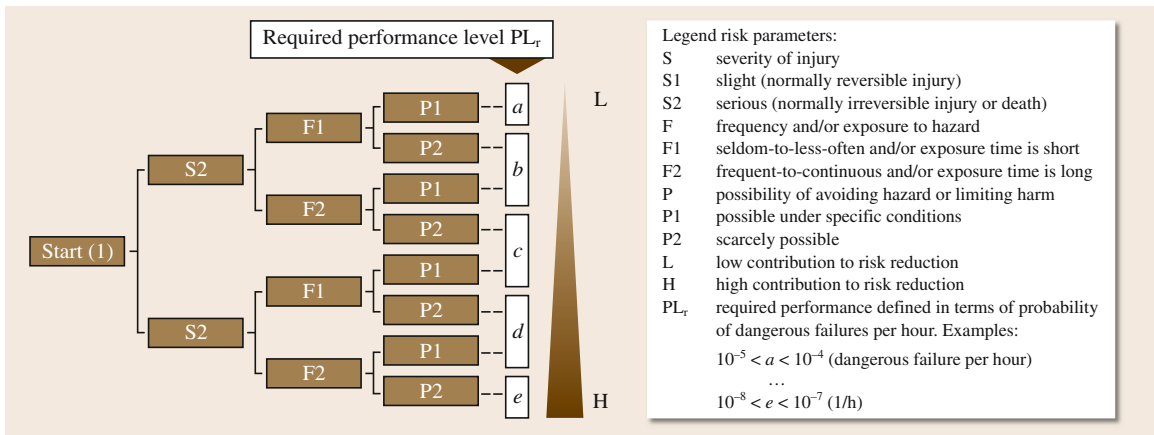 Required performance level PLr
Start (1)
S2
S2
F1
F2
F1
F2
P1
P2
P1
P2
P1
P2
P1
P2
a
b
c
d
e
L
H
Legend risk parameters:
S severity of injury
S1 slight (normally reversible injury)
S2 serious (normally irreversible injury or death)
F frequency and/or exposure to hazard
F1 seldom-to-less-often and/or exposure time is short
F2 frequent-to-continuous and/or exposure time is long
P possibility of avoiding hazard or limiting harm
P1 possible under specific conditions
P2 scarcely possible
L low contribution to risk reduction
H high contribution to risk reduction
PLr required performance defined in terms of probability
of dangerous failures per hour. Examples:
10⁻⁵ < a < 10⁻⁴ (dangerous failure per hour)
…
10⁻⁸ < e < 10⁻⁷ (1/h)